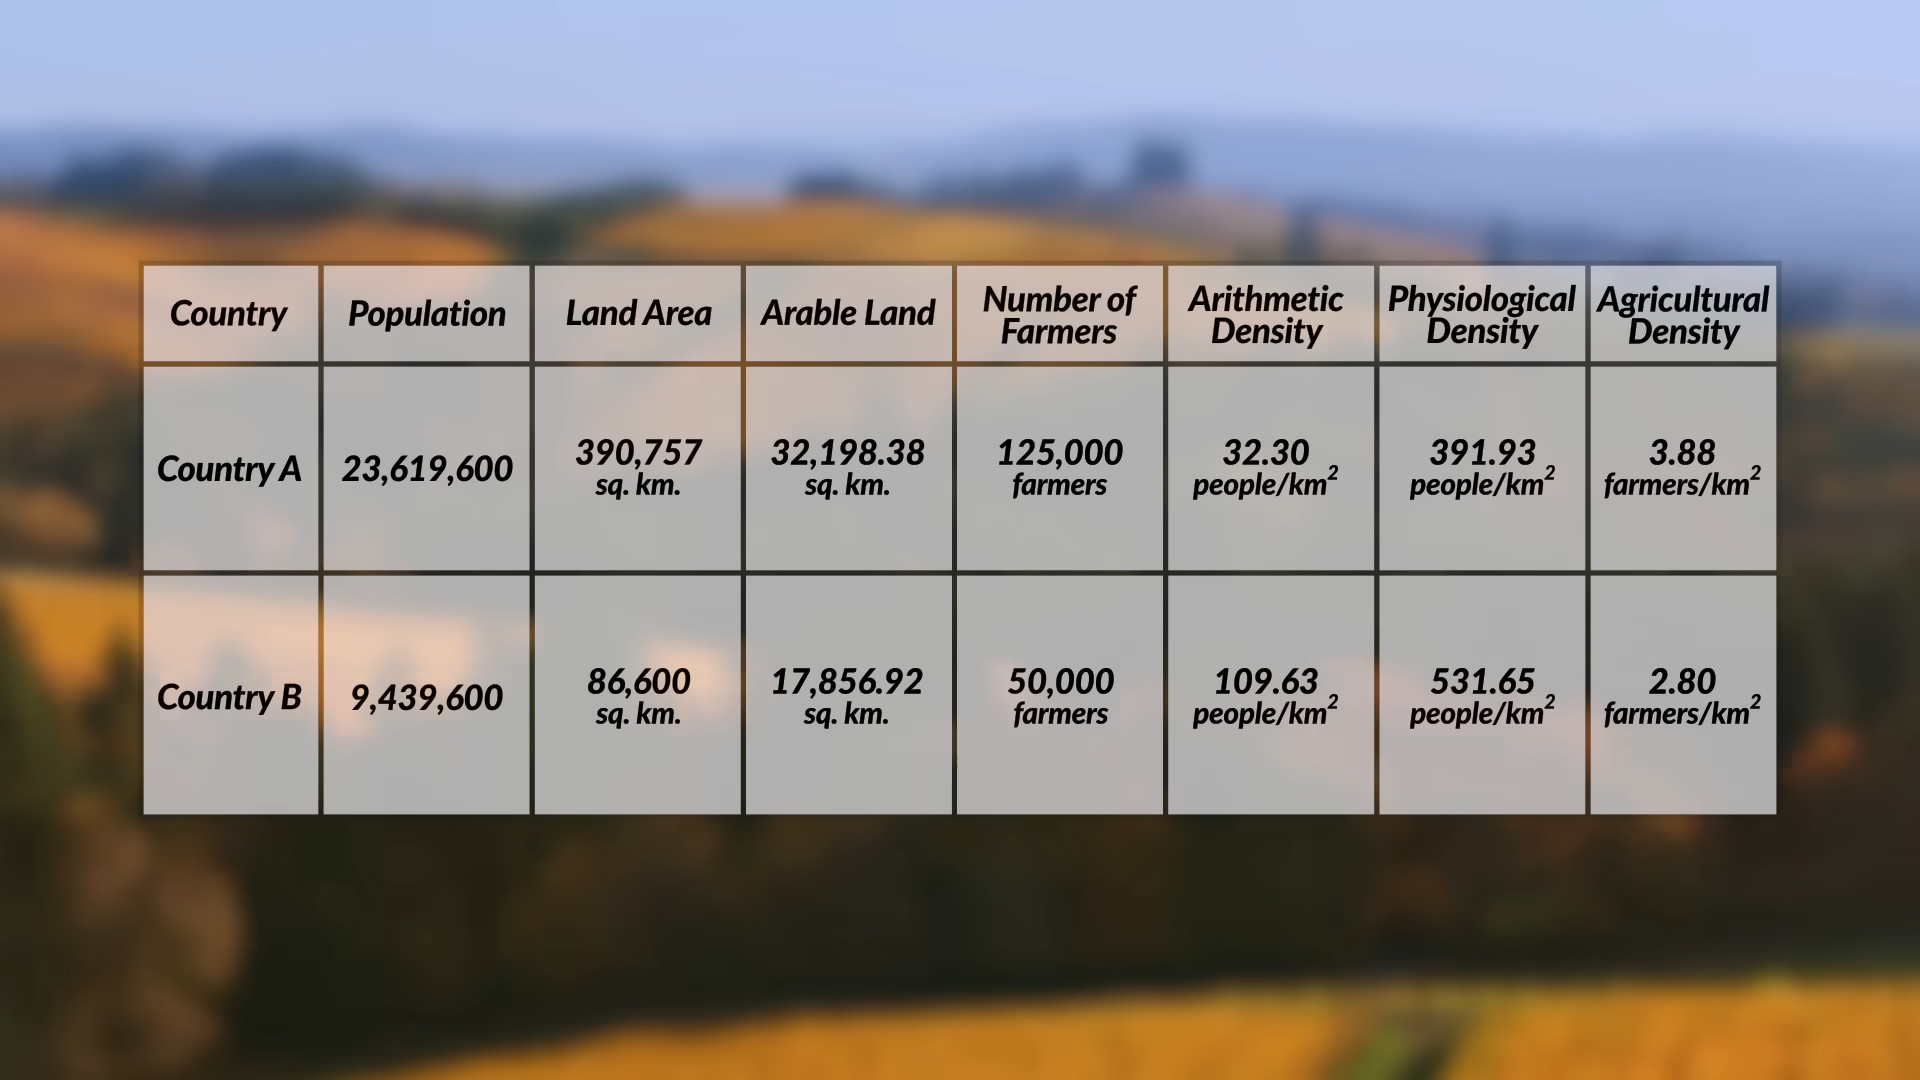 Country
Population
Land Area
Arable Land
Number of
Farmers
Arithmetic
Density
Physiological
Density
Agricultural
Density
Country A
23,619,600
390,757
sq. km.
32,198.38
sq. km.
125,000
farmers
32.30
people/km²
391.93
people/km²
3.88
farmers/km²
Country B
9,439,600
86,600
sq. km.
17,856.92
sq. km.
50,000
farmers
109.63
people/km²
531.65
people/km²
2.80
farmers/km²